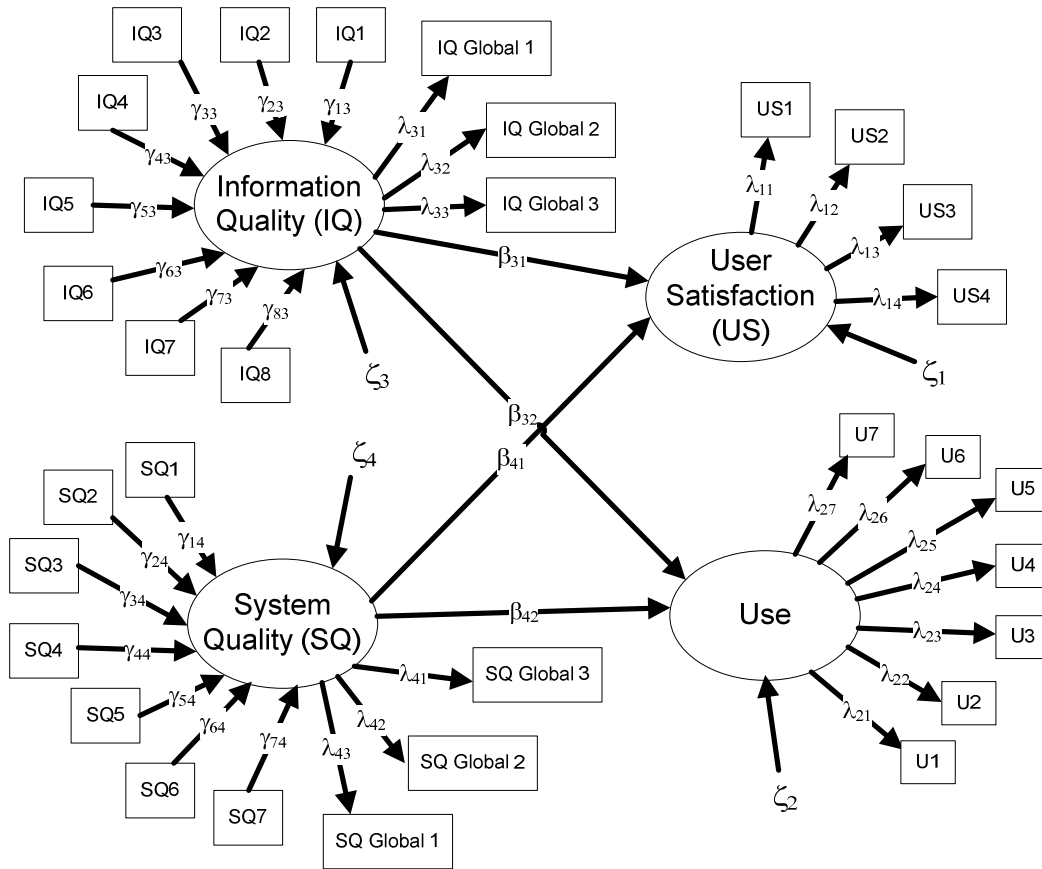 IQ3
IQ2
IQ1
IQ Global 1
IQ4
γ33
γ23
γ13
λ31
IQ Global 2
γ43
λ32
IQ5
γ53
Information
Quality (IQ)
λ33
IQ Global 3
IQ6
γ63
γ73
γ83
IQ7
IQ8
ζ3
β31
β32
β41
US1
US2
US3
US4
λ11
λ12
λ13
λ14
User
Satisfaction
(US)
ζ1
SQ1
SQ2
SQ3
SQ4
SQ5
SQ6
SQ7
γ14
γ24
γ34
γ44
γ54
γ64
γ74
ζ4
System
Quality (SQ)
β42
λ41
SQ Global 3
λ42
SQ Global 2
λ43
SQ Global 1
U7
U6
U5
U4
U3
U2
U1
λ27
λ26
λ25
λ24
λ23
λ22
λ21
Use
ζ2